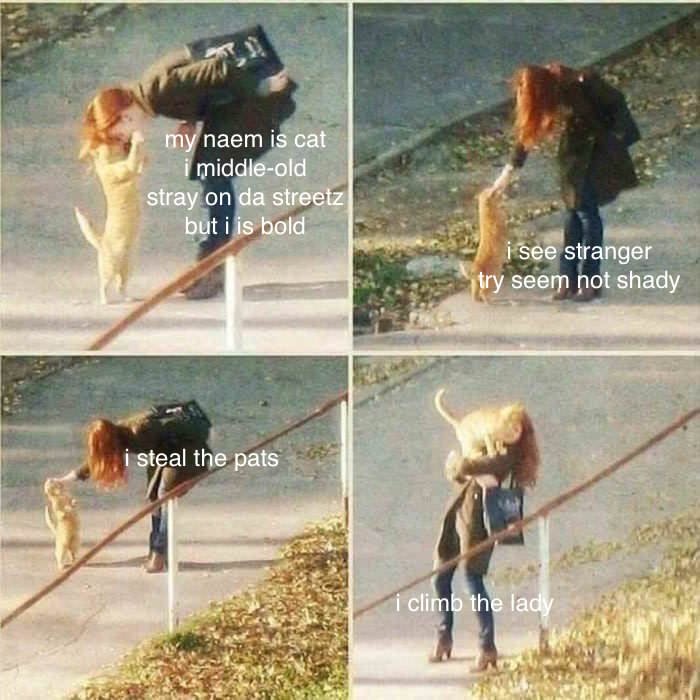 my naem is cat
i middle-old
stray on da streetz
but i is bold
i see stranger
try seem not shady
i steal the pats
i climb the lady